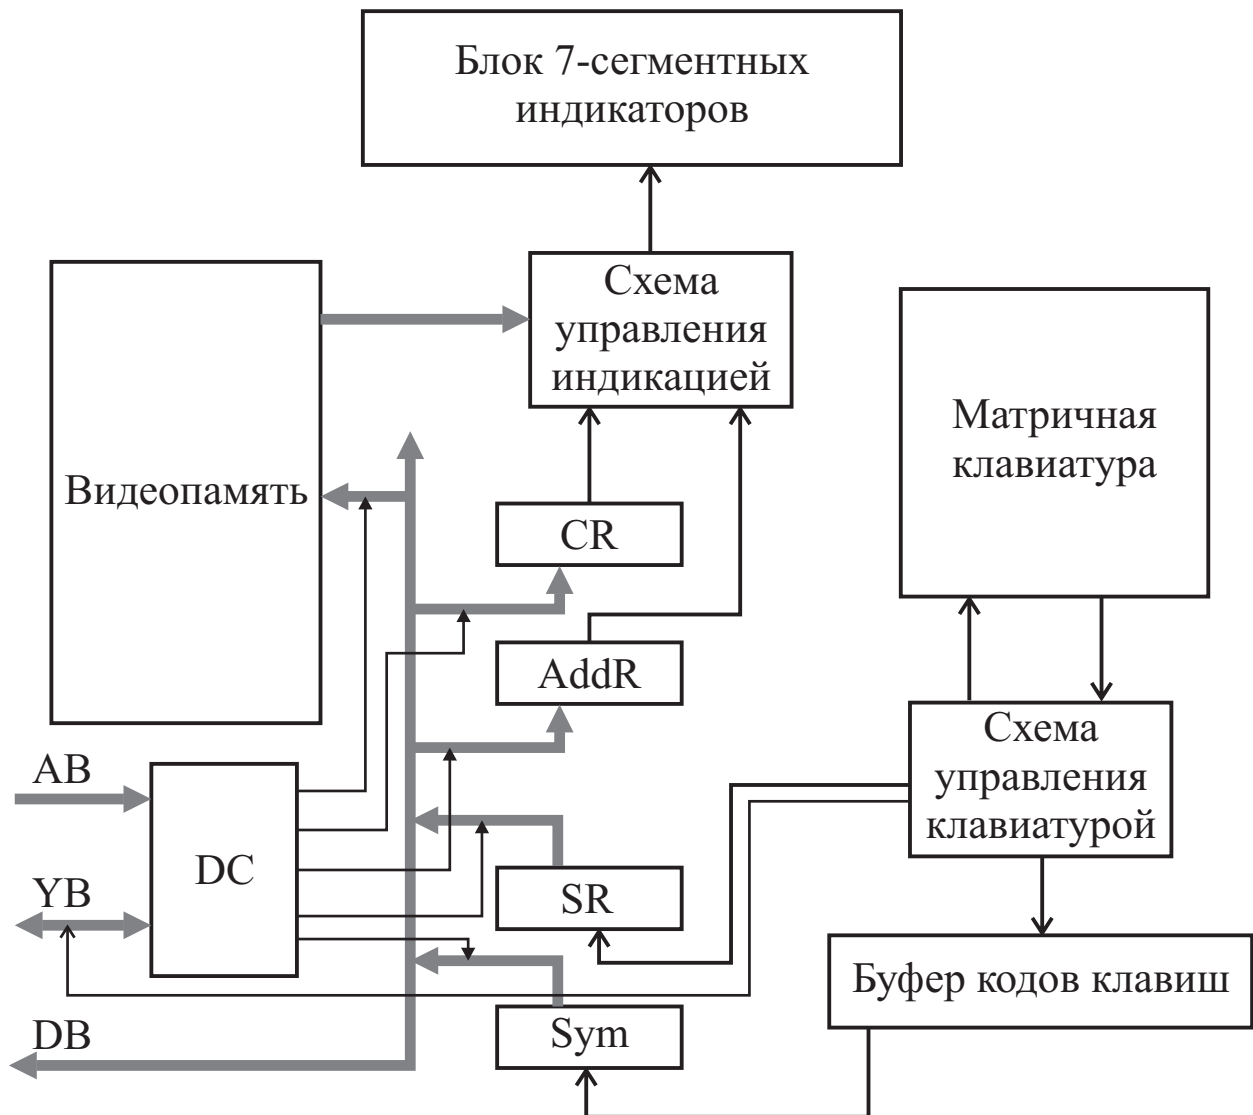 Блок 7-сегментных
индикаторов
Схема
управления
индикацией
Матричная
клавиатура
Видеопамять
CR
AddR
Схема
управления
клавиатурой
AB
DC
YB
SR
Буфер кодов клавиш
DB
Sym